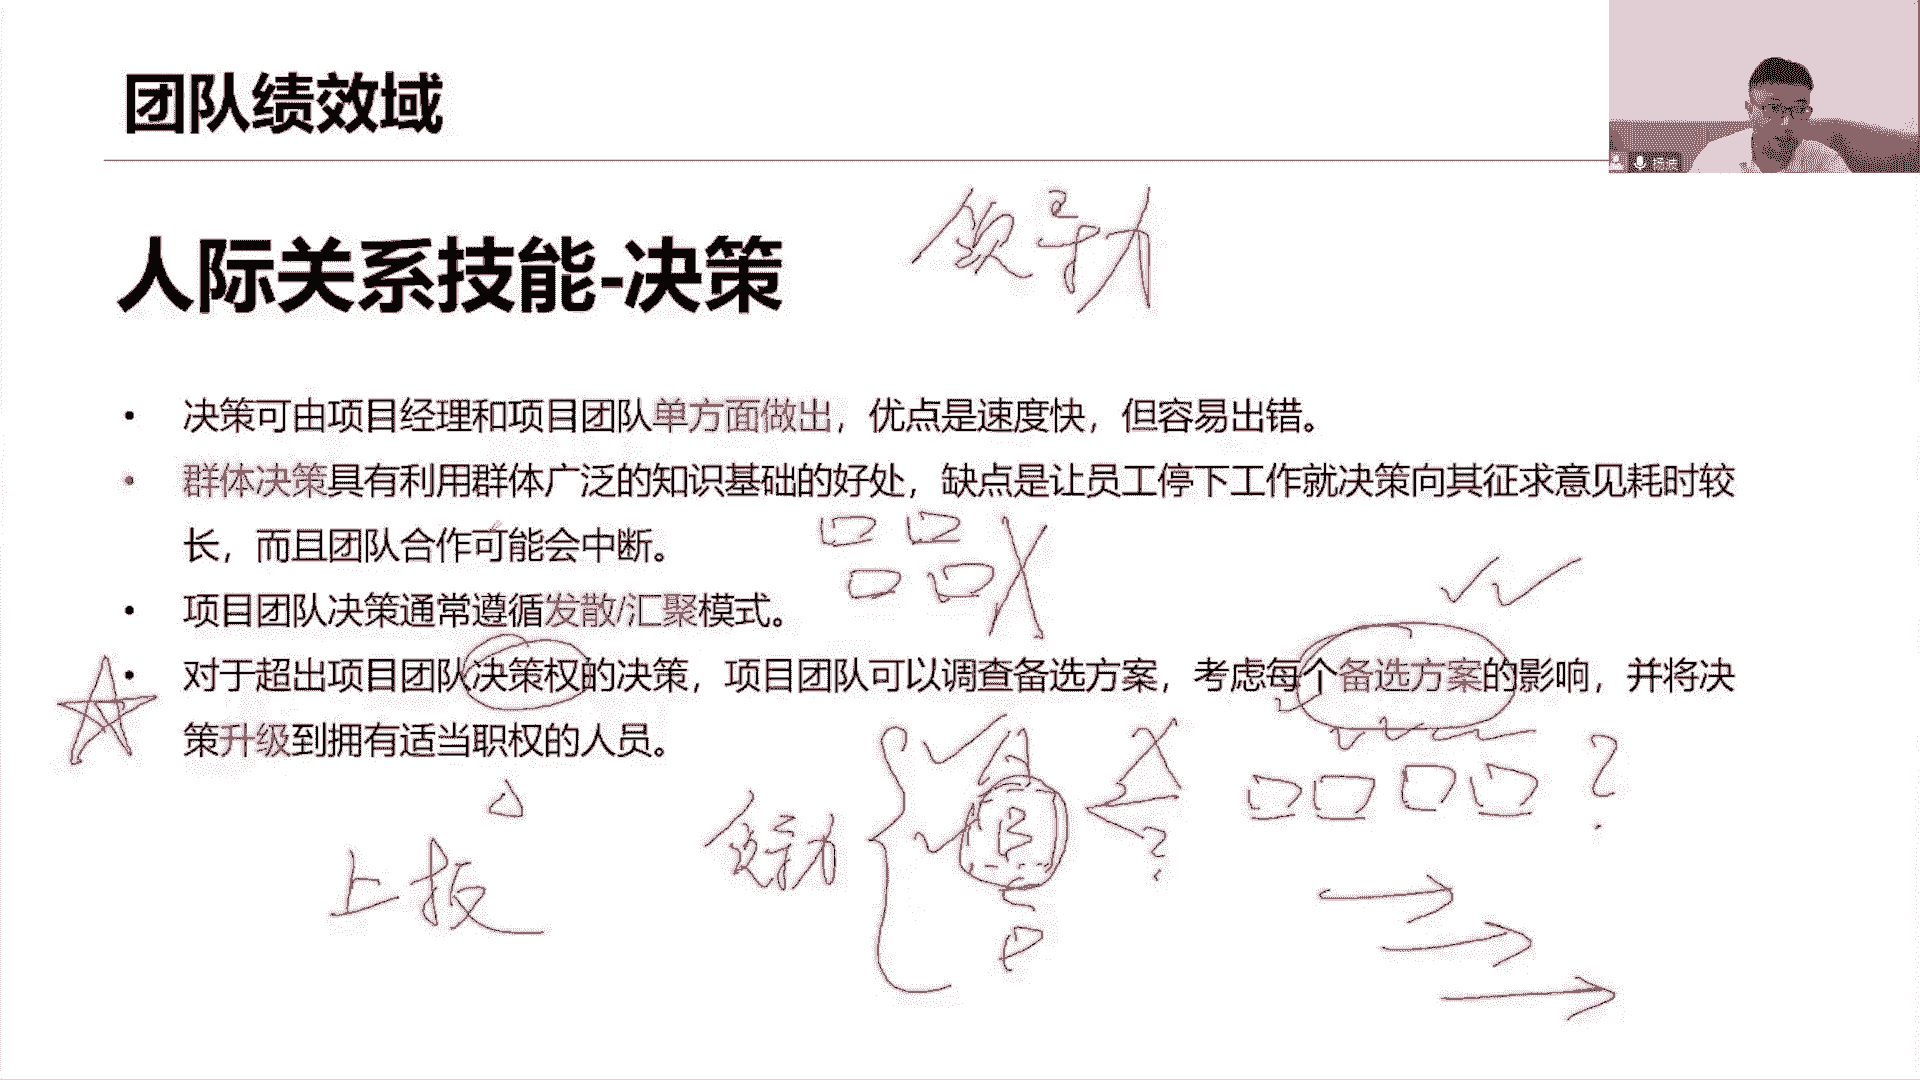 团队绩效域
人际关系技能-决策
领导力
• 决策可由项目经理和项目团队单方面做出，优点是速度快，但容易出错。
• 群体决策具有利用群体广泛的知识基础的好处，缺点是让员工停下工作就决策向其征求意见耗时较
长，而且团队合作可能会中断。
• 项目团队决策通常遵循发散/汇聚模式。
• 对于超出项目团队决策权的决策，项目团队可以调查备选方案，考虑每个备选方案的影响，并将决
策升级到拥有适当职权的人员。
上报
领导力
A
B
C
D
?
?